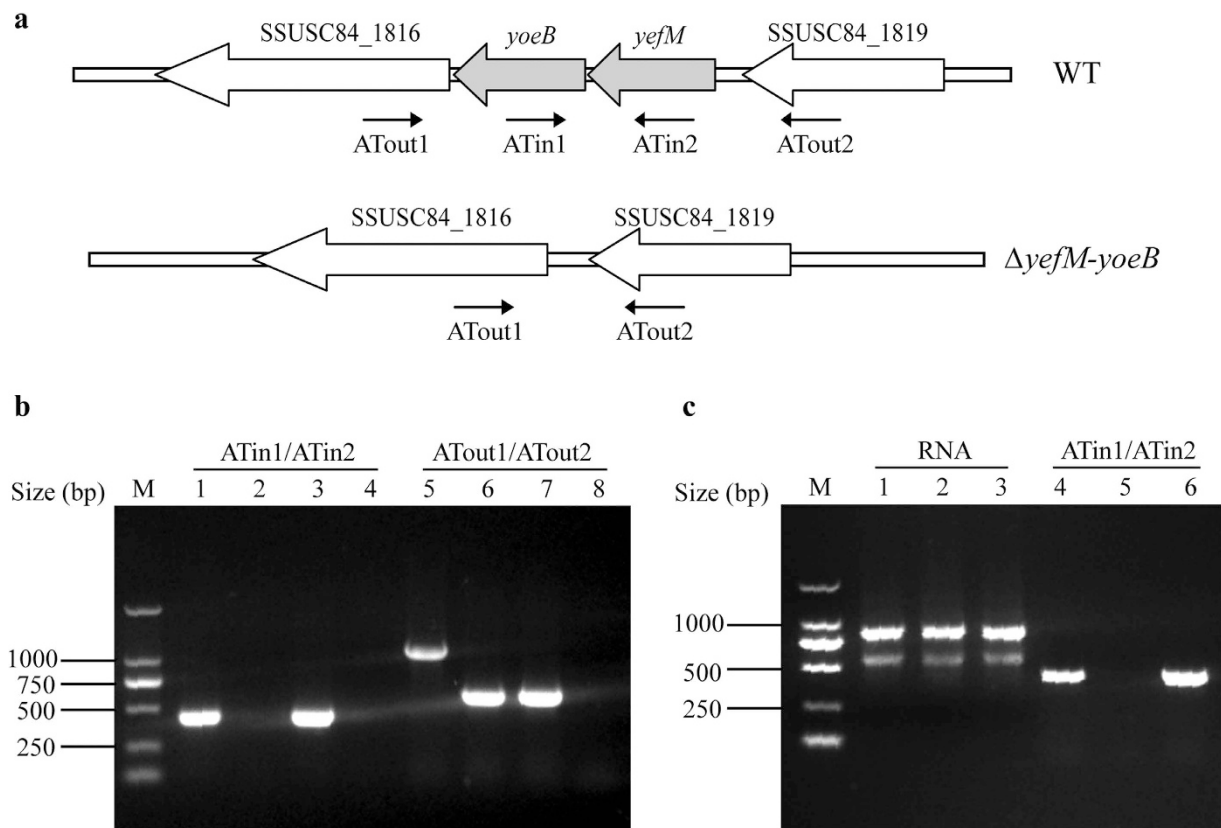 a
SSUSC84_1816 yoeB yefM SSUSC84_1819
WT
ATout1 ATin1 ATin2 ATout2
SSUSC84_1816 SSUSC84_1819
ΔyefM-yoeB
ATout1 ATout2
b
ATin1/ATin2 ATout1/ATout2
Size (bp) M 1 2 3 4 5 6 7 8
1000
750
500
250
c
RNA ATin1/ATin2
Size (bp) M 1 2 3 4 5 6
1000
500
250